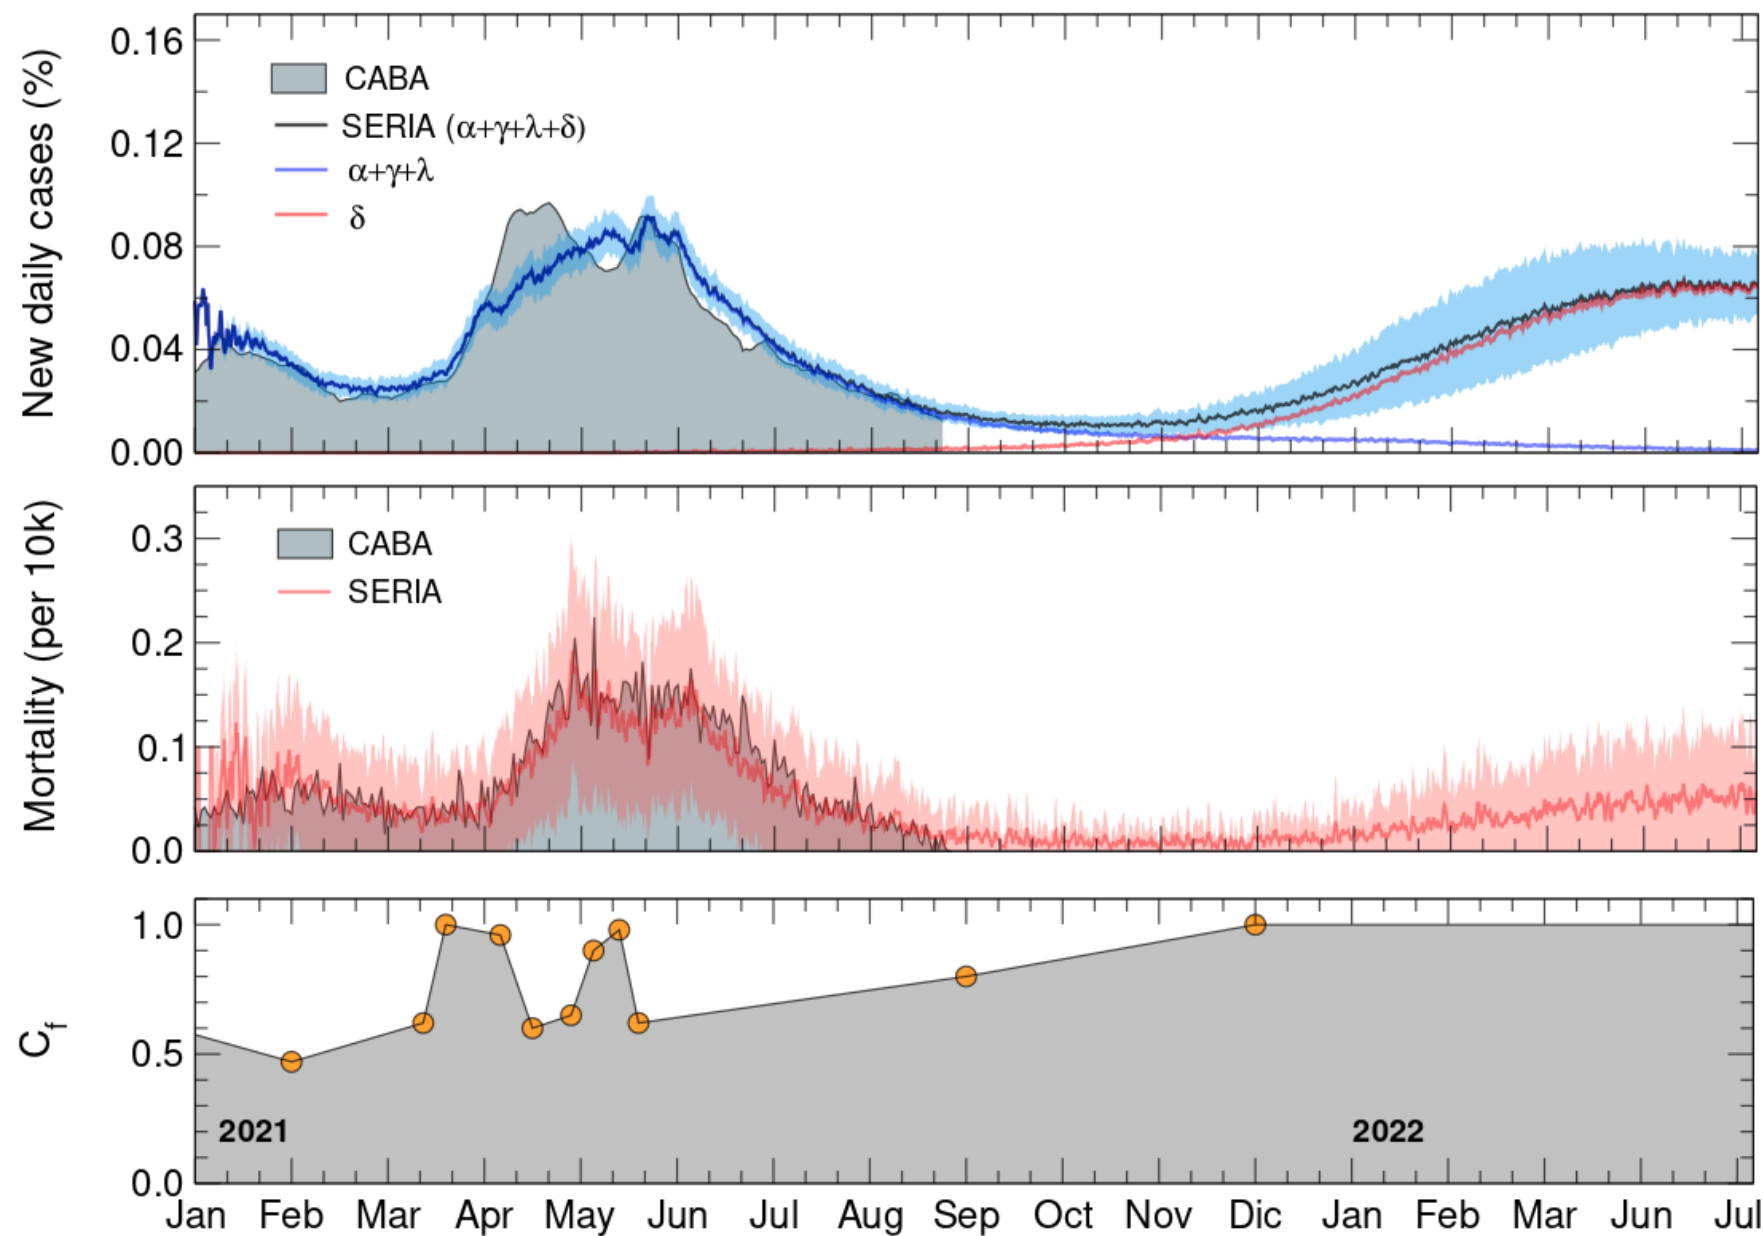 New daily cases (%)
0.16
0.12
0.08
0.04
0.00
CABA
SERIA (α+γ+λ+δ)
α+γ+λ
δ
Mortality (per 10k)
0.3
0.2
0.1
0.0
CABA
SERIA
Cf
1.0
0.5
0.0
2021
2022
Jan Feb Mar Apr May Jun Jul Aug Sep Oct Nov Dic Jan Feb Mar Jun Jul